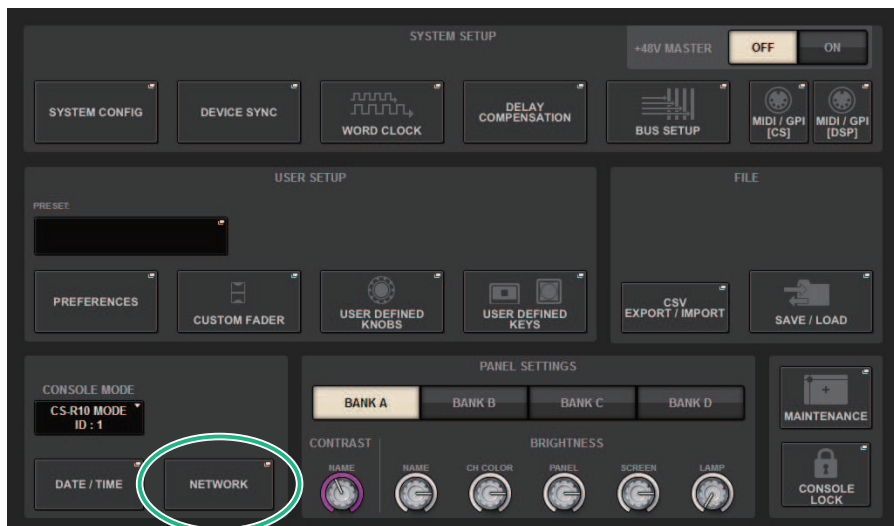 SYSTEM SETUP
+48V MASTER
OFF
ON
SYSTEM CONFIG
DEVICE SYNC
WORD CLOCK
DELAY
COMPENSATION
BUS SETUP
MIDI / GPI
[CS]
MIDI / GPI
[DSP]
USER SETUP
PRESET
PREFERENCES
CUSTOM FADER
USER DEFINED
KNOBS
USER DEFINED
KEYS
FILE
CSV
EXPORT / IMPORT
SAVE / LOAD
CONSOLE MODE
CS-R10 MODE
ID : 1
DATE / TIME
NETWORK
PANEL SETTINGS
BANK A
BANK B
BANK C
BANK D
CONTRAST
BRIGHTNESS
NAME
NAME
CH COLOR
PANEL
SCREEN
LAMP
MAINTENANCE
CONSOLE
LOCK